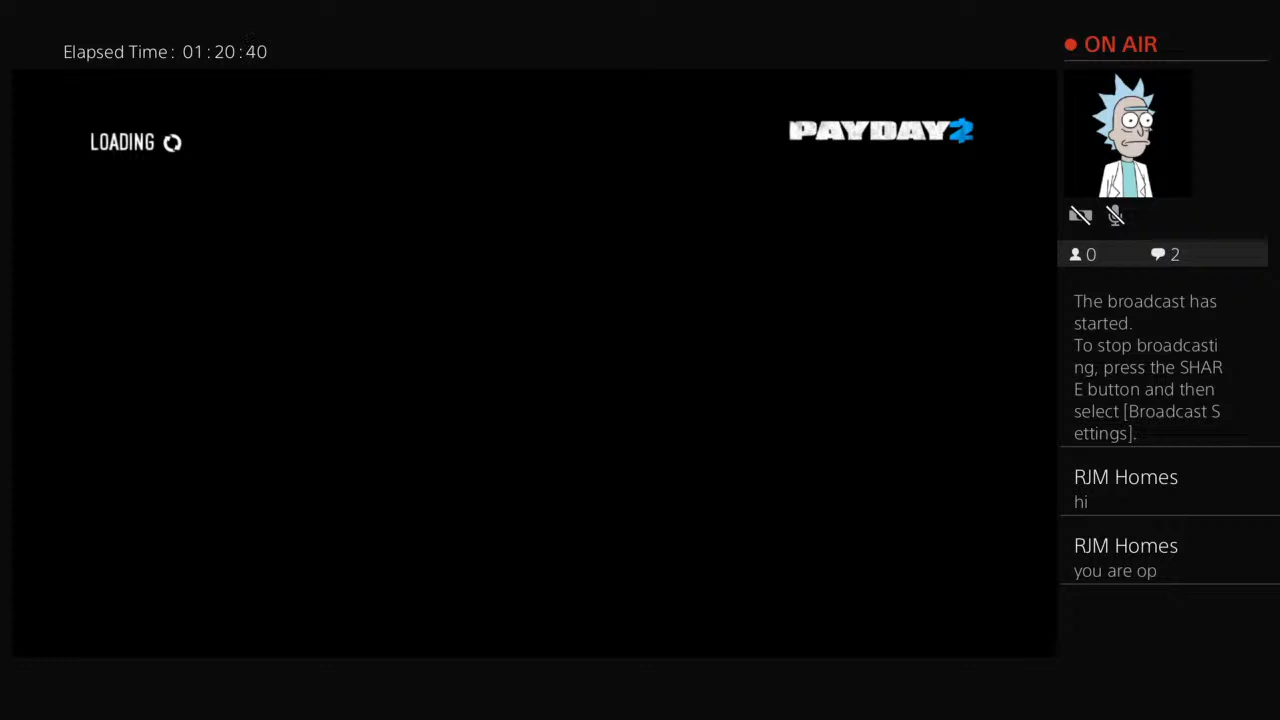 Elapsed Time: 01:20:40
ON AIR
LOADING
PAYDAY2
0 2
The broadcast has
started.
To stop broadcasti
ng, press the SHAR
E button and then
select [Broadcast S
ettings].
RJM Homes
hi
RJM Homes
you are op